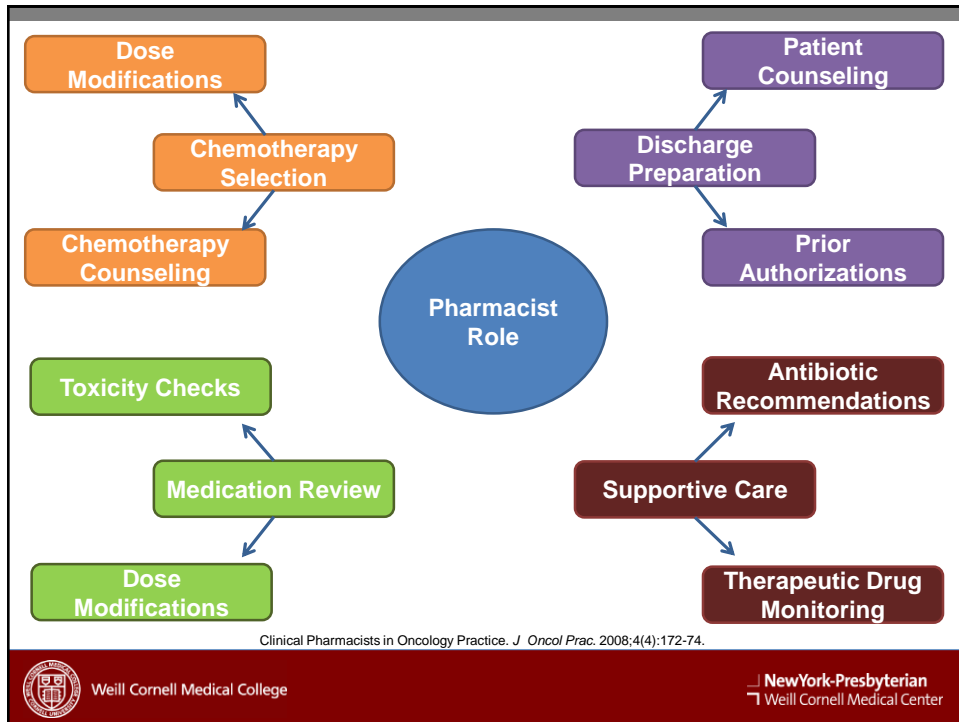 Dose
Modifications
Chemotherapy
Selection
Chemotherapy
Counseling
Patient
Counseling
Discharge
Preparation
Prior
Authorizations
Pharmacist
Role
Toxicity Checks
Medication Review
Dose
Modifications
Antibiotic
Recommendations
Supportive Care
Therapeutic Drug
Monitoring
Clinical Pharmacists in Oncology Practice. J Oncol Prac. 2008;4(4):172-74.
Weill Cornell Medical College
NewYork-Presbyterian
Weill Cornell Medical Center